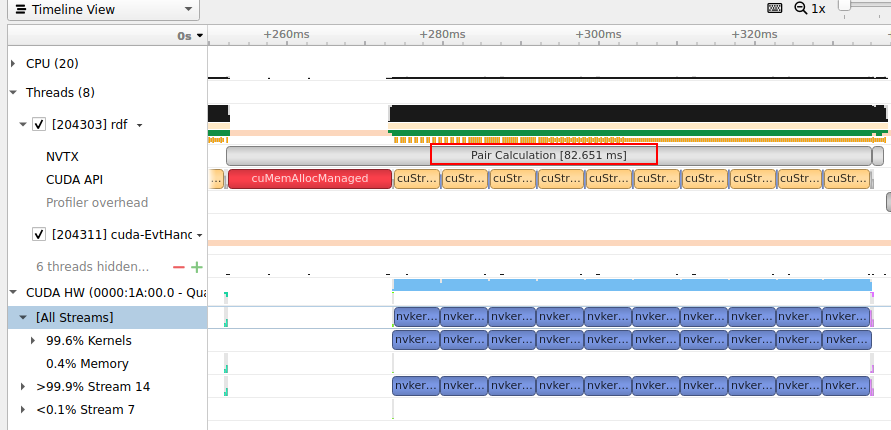 Timeline View
1x
0s
+260ms +280ms +300ms +320ms
CPU (20)
Threads (8)
[204303] rdf
NVTX
Pair Calculation [82.651 ms]
CUDA API
... cuMemAllocManaged cuStr... cuStr... cuStr... cuStr... cuStr... cuStr... cuStr... cuStr... cuStr... cuStr...
Profiler overhead
[204311] cuda-EvtHand
6 threads hidden...
CUDA HW (0000:1A:00.0 - Qua
[All Streams]
nvker... nvker... nvker... nvker... nvker... nvker... nvker... nvker... nvker... nvker...
99.6% Kernels
nvker... nvker... nvker... nvker... nvker... nvker... nvker... nvker... nvker... nvker...
0.4% Memory
>99.9% Stream 14
nvker... nvker... nvker... nvker... nvker... nvker... nvker... nvker... nvker... nvker...
<0.1% Stream 7